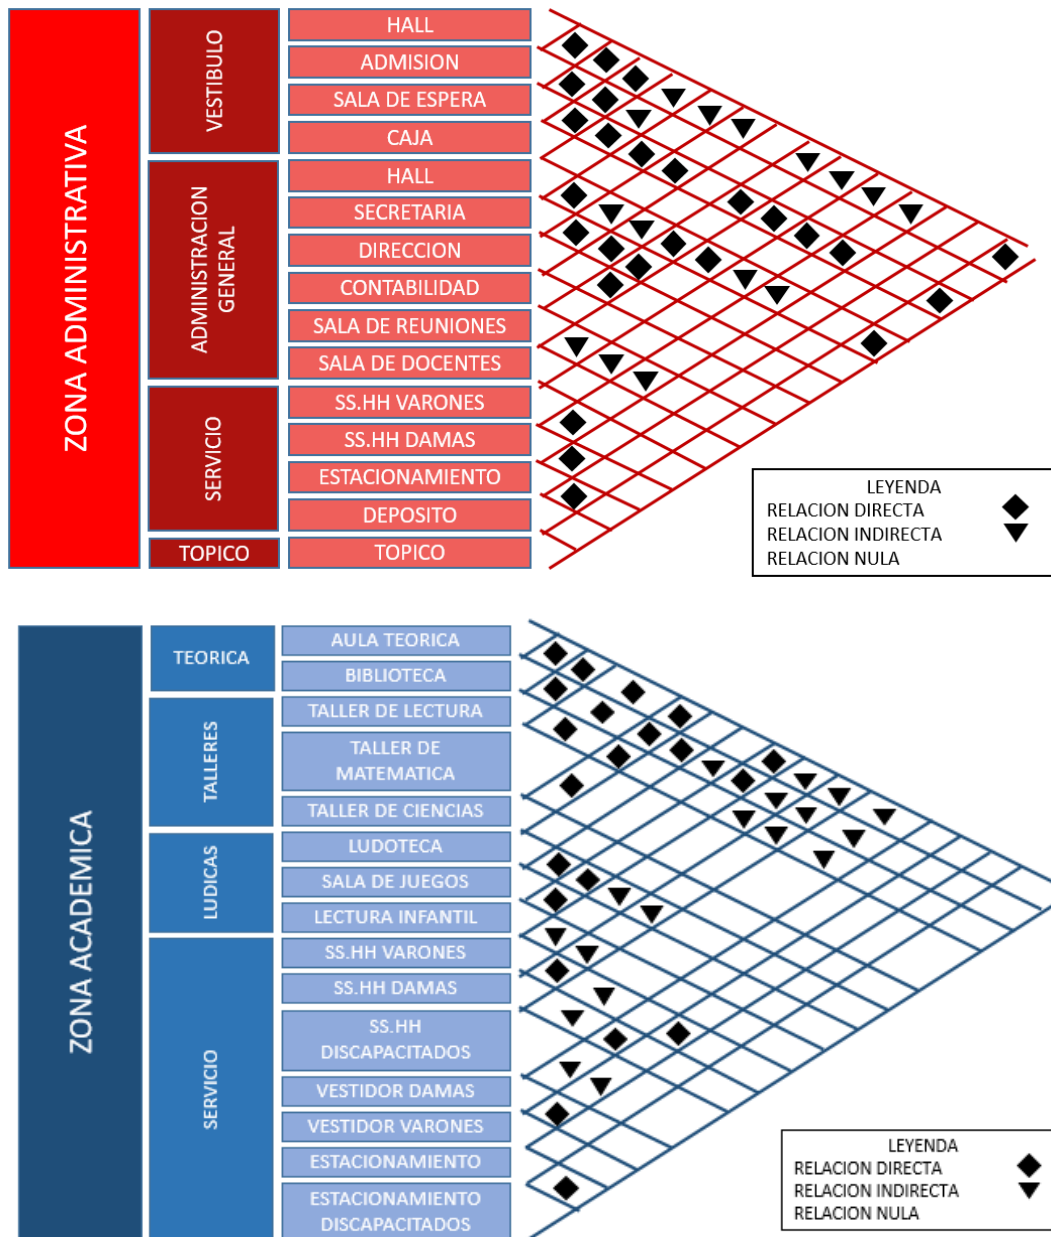 ZONA ADMINISTRATIVA
VESTIBULO
HALL
ADMISION
SALA DE ESPERA
CAJA
ADMINISTRACION
GENERAL
HALL
SECRETARIA
DIRECCION
CONTABILIDAD
SALA DE REUNIONES
SALA DE DOCENTES
SERVICIO
SS.HH VARONES
SS.HH DAMAS
ESTACIONAMIENTO
DEPOSITO
TOPICO
TOPICO
LEYENDA
RELACION DIRECTA
RELACION INDIRECTA
RELACION NULA
ZONA ACADEMICA
TEORICA
AULA TEORICA
BIBLIOTECA
TALLERES
TALLER DE LECTURA
TALLER DE
MATEMATICA
TALLER DE CIENCIAS
LUDICAS
LUDOTECA
SALA DE JUEGOS
LECTURA INFANTIL
SERVICIO
SS.HH VARONES
SS.HH DAMAS
SS.HH
DISCAPACITADOS
VESTIDOR DAMAS
VESTIDOR VARONES
ESTACIONAMIENTO
ESTACIONAMIENTO
DISCAPACITADOS
LEYENDA
RELACION DIRECTA
RELACION INDIRECTA
RELACION NULA